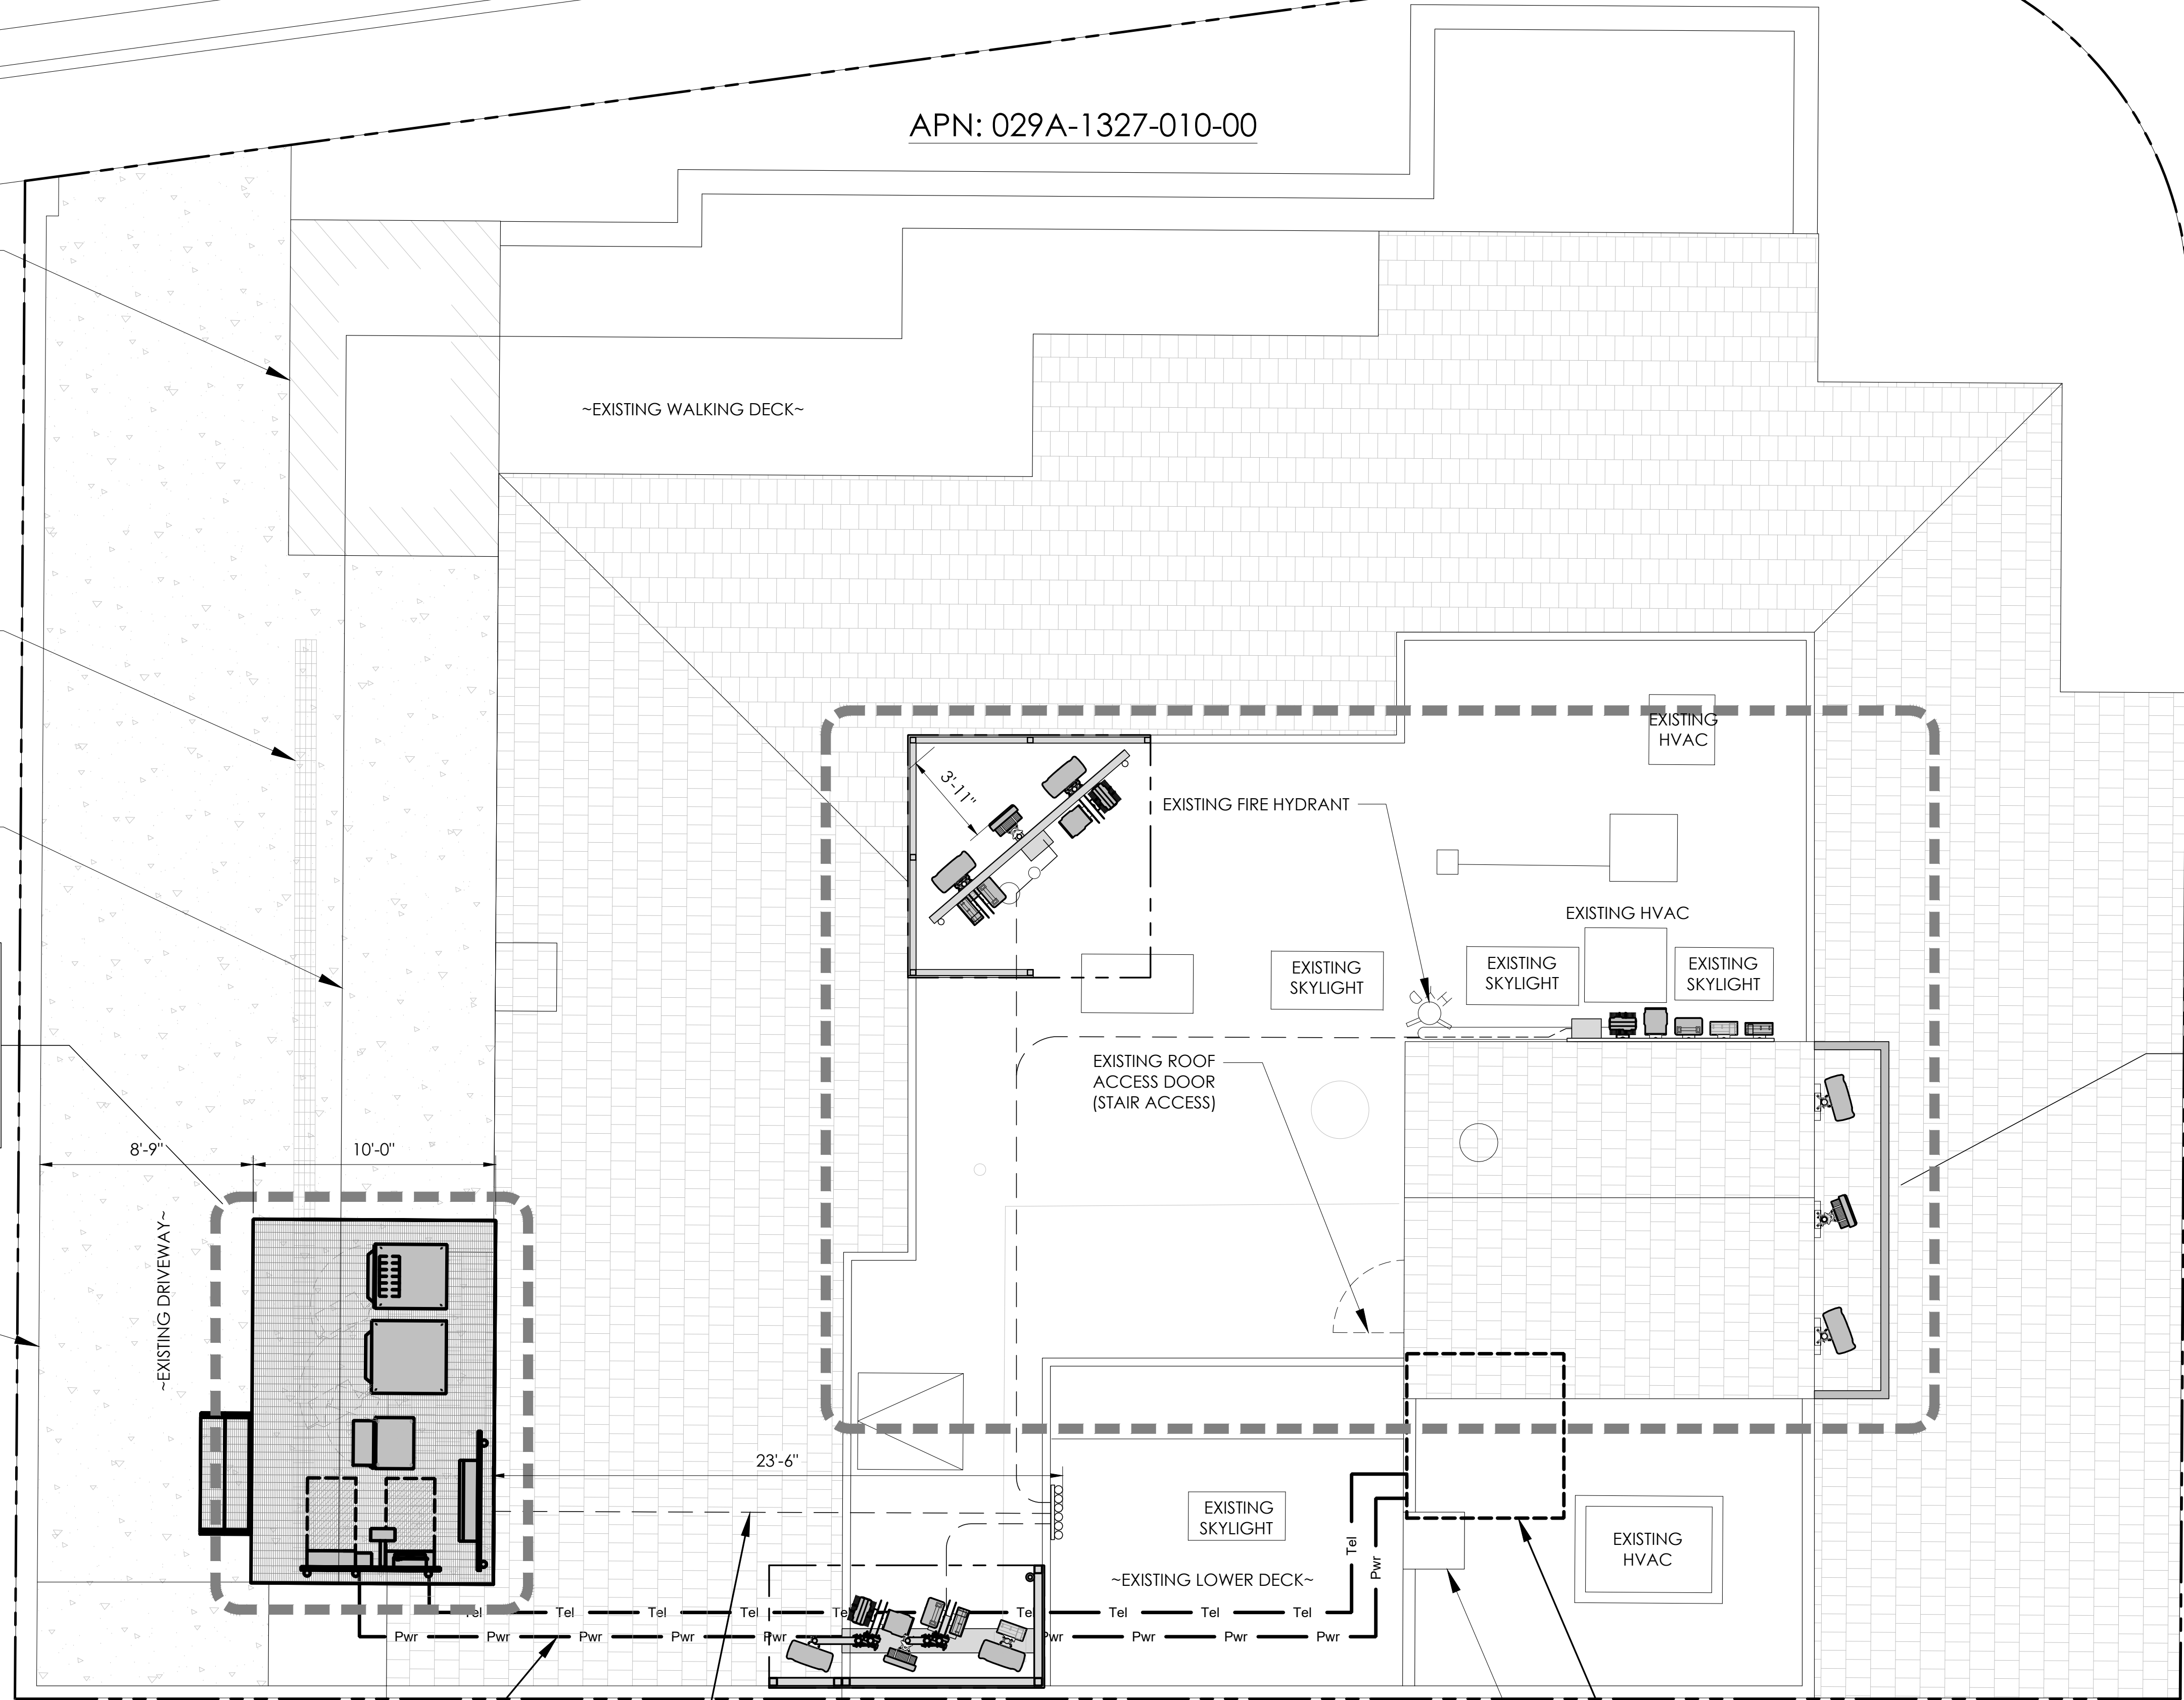 APN: 029A-1327-010-00
~EXISTING WALKING DECK~
EXISTING
HVAC
3'-11"
EXISTING FIRE HYDRANT
EXISTING HVAC
EXISTING
SKYLIGHT
EXISTING
SKYLIGHT
EXISTING
SKYLIGHT
EXISTING ROOF
ACCESS DOOR
(STAIR ACCESS)
8'-9"
10'-0"
~EXISTING DRIVEWAY~
23'-6"
EXISTING
SKYLIGHT
EXISTING
HVAC
Tel
Pwr
~EXISTING LOWER DECK~
Tel Tel Tel Tel Tel Tel Tel Tel Tel
Pwr Pwr Pwr Pwr Pwr Pwr Pwr Pwr Pwr